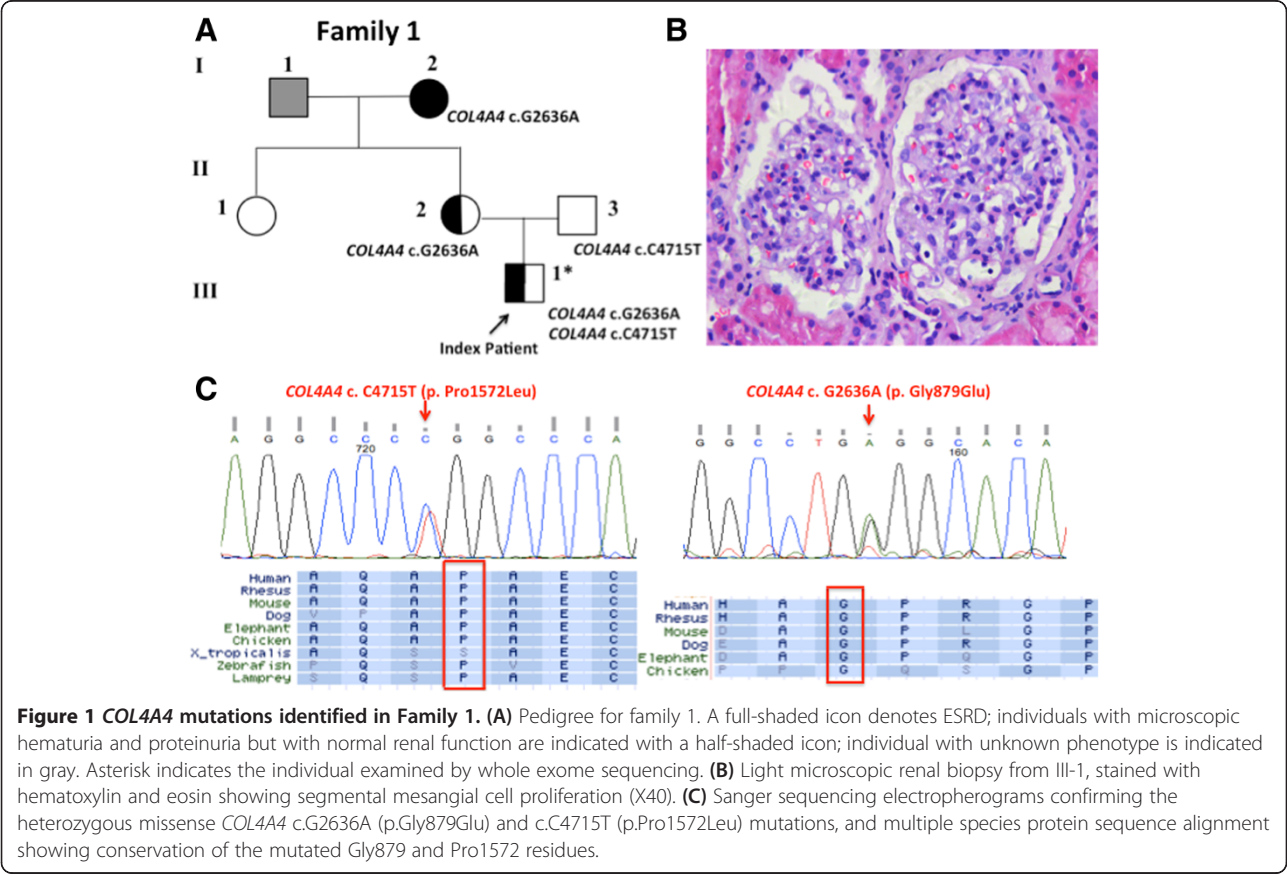 A
Family 1
B
I
1
2
COL4A4 c.G2636A
II
1
2
3
COL4A4 c.G2636A
COL4A4 c.C4715T
III
1*
COL4A4 c.G2636A
COL4A4 c.C4715T
Index Patient
C
COL4A4 c. C4715T (p. Pro1572Leu)
COL4A4 c. G2636A (p. Gly879Glu)
A G G C C C C G G C C C A
720
G G C C T G A G G C A C A
160
Human A Q A P A E C
Rhesus A Q A P A E C
Mouse A Q A P A E C
Dog V P A P A E C
Elephant A Q A P A E C
Chicken A Q A P A E C
X_tropicalis A Q S S A E C
Zebrafish P Q S P V E C
Lamprey S Q S P A E C
Human H A G P R G P
Rhesus H A G P R G P
Mouse D A G P L G P
Dog E A G P R G P
Elephant D A G P Q G P
Chicken P P G Q S G P
Figure 1 COL4A4 mutations identified in Family 1. (A) Pedigree for family 1. A full-shaded icon denotes ESRD; individuals with microscopic
hematuria and proteinuria but with normal renal function are indicated with a half-shaded icon; individual with unknown phenotype is indicated
in gray. Asterisk indicates the individual examined by whole exome sequencing. (B) Light microscopic renal biopsy from III-1, stained with
hematoxylin and eosin showing segmental mesangial cell proliferation (X40). (C) Sanger sequencing electropherograms confirming the
heterozygous missense COL4A4 c.G2636A (p.Gly879Glu) and c.C4715T (p.Pro1572Leu) mutations, and multiple species protein sequence alignment
showing conservation of the mutated Gly879 and Pro1572 residues.